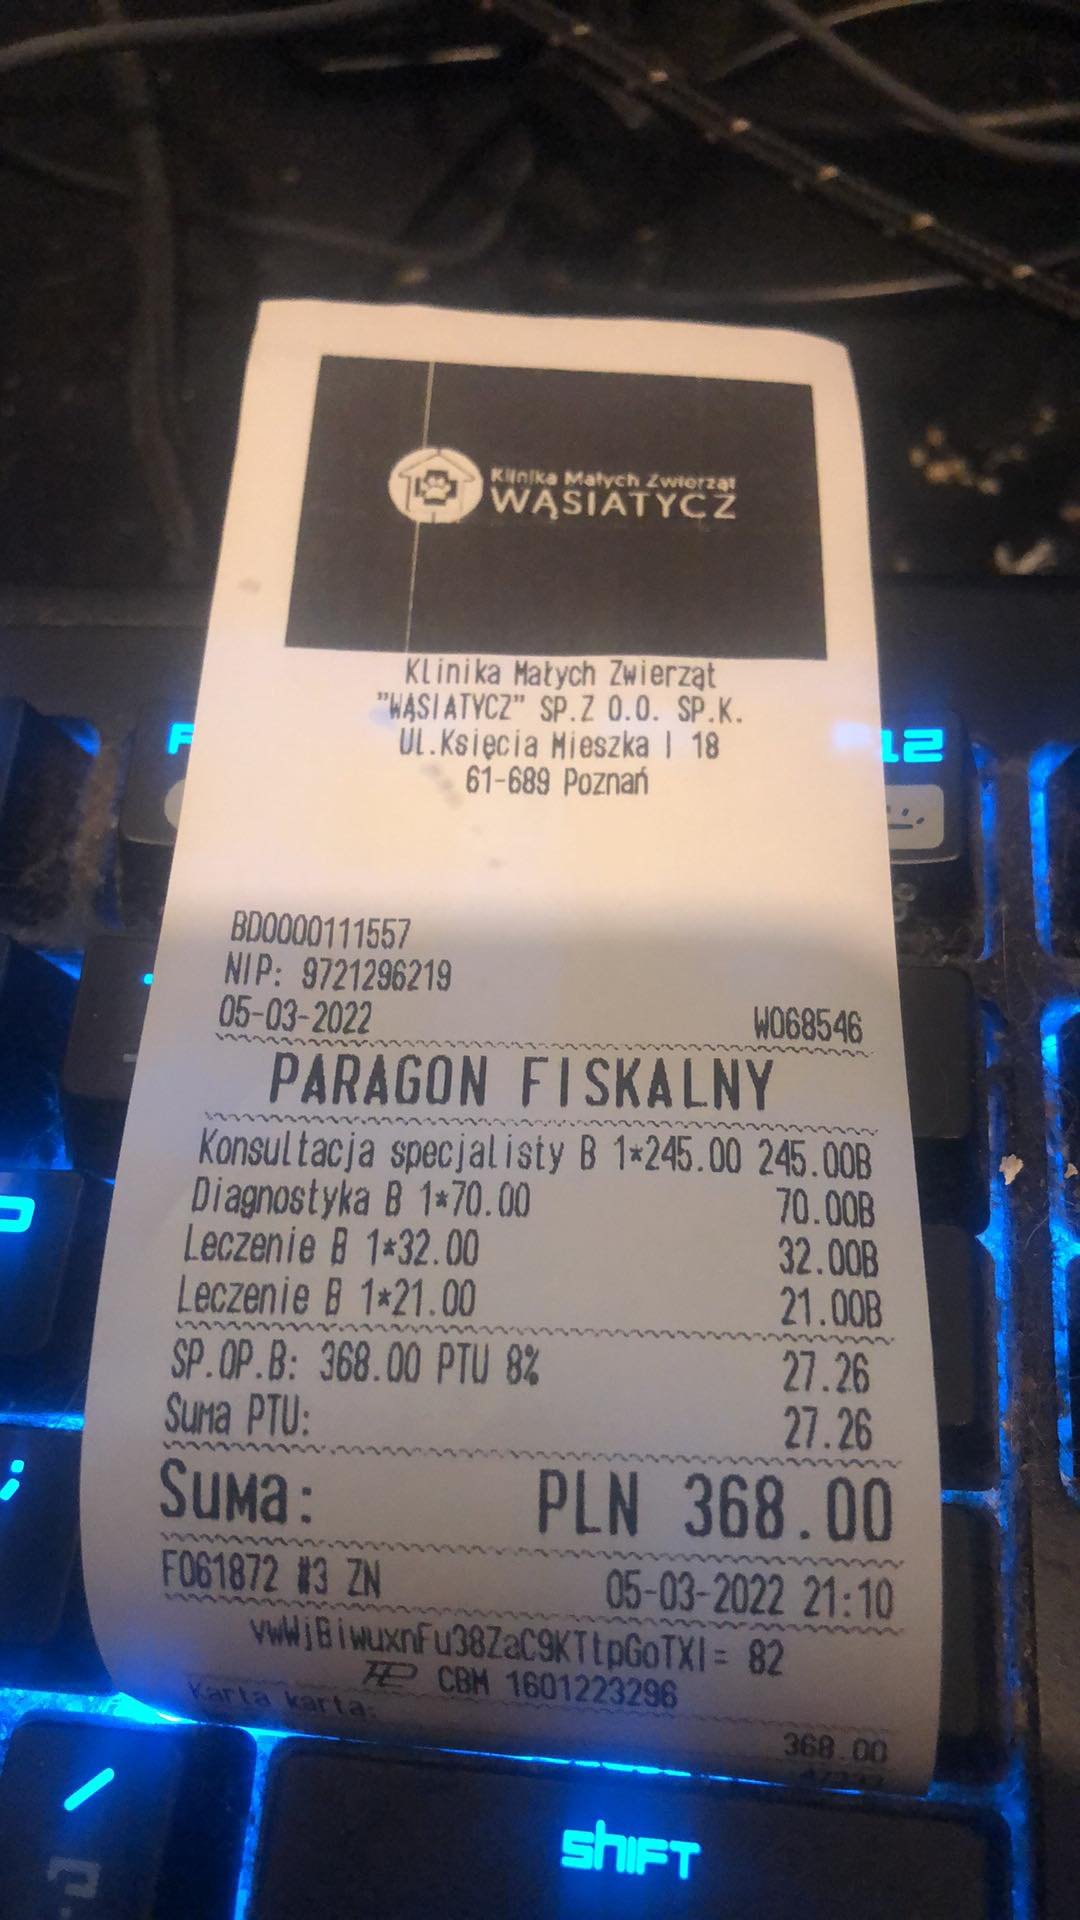 Klinika Małych Zwierząt
WĄSIATYCZ
Klinika Małych Zwierząt
"WĄSIATYCZ" SP.Z O.O. SP.K.
Ul.Księcia Mieszka I 18
61-689 Poznań
F 12
BDO000111557
NIP: 9721296219
05-03-2022 W068546
PARAGON FISKALNY
Konsultacja specjalisty B 1*245.00 245.00B
Diagnostyka B 1*70.00 70.00B
Leczenie B 1*32.00 32.00B
Leczenie B 1*21.00 21.00B
SP.OP.B: 368.00 PTU 8% 27.26
Suma PTU: 27.26
Suma: PLN 368.00
F061872 #3 ZN 05-03-2022 21:10
vwWjBiwuxnFu38ZaC9KTtpGoTXI= 82
CBM 1601223296
Karta karta: 368.00
shift